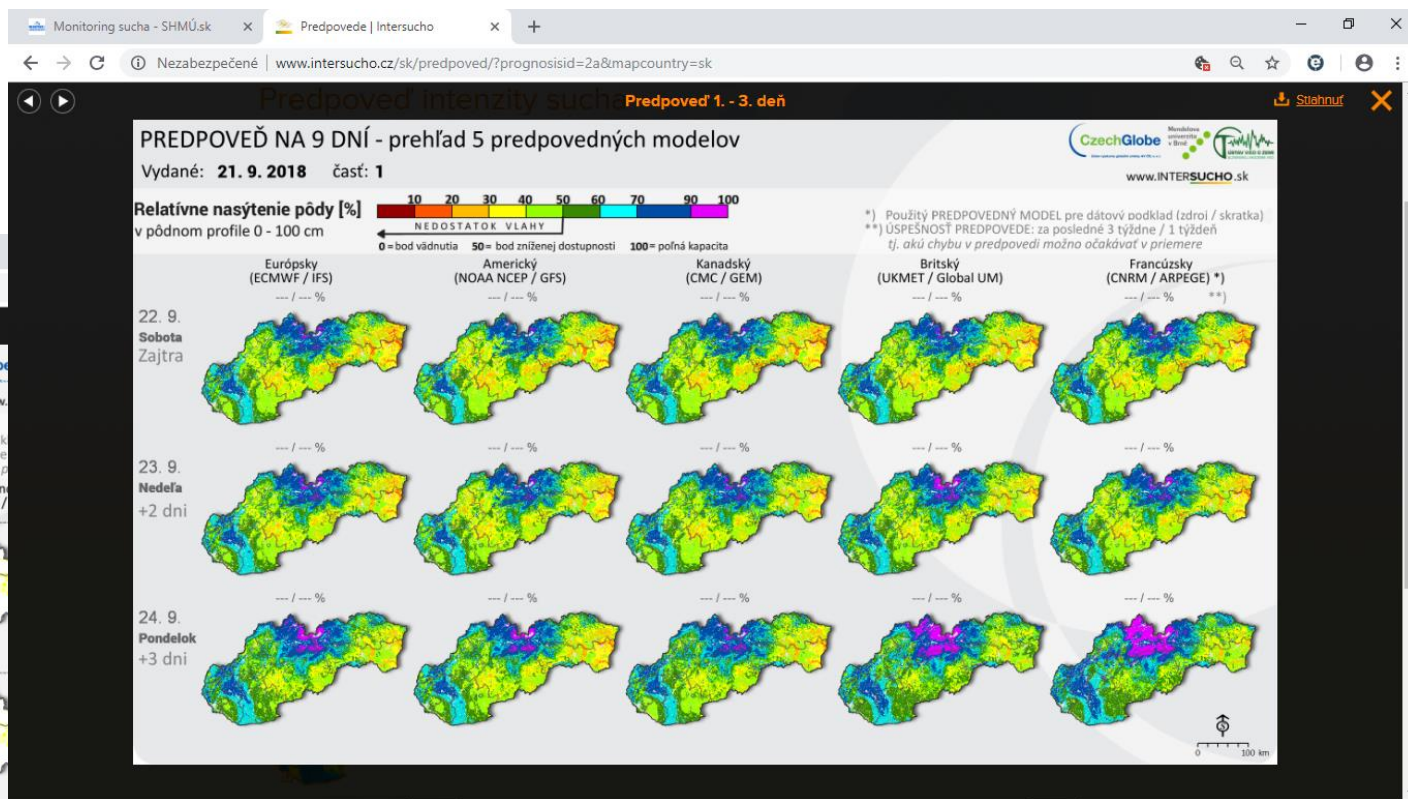 Monitoring sucha - SHMÚ.sk
Predpovede | Intersucho
Nezabezpečené | www.intersucho.cz/sk/predpoved/?prognosisid=2a&mapcountry=sk
Predpoveď intenzity sucha
Predpoveď 1. - 3. deň
Stiahnuť
PREDPOVEĎ NA 9 DNÍ - prehľad 5 predpovedných modelov
CzechGlobe
Mendelova univerzita v Brně
Vydané: 21. 9. 2018 časť: 1
www.INTERSUCHO.sk
Relatívne nasýtenie pôdy [%]
v pôdnom profile 0 - 100 cm
10 20 30 40 50 60 70 90 100
NEDOSTATOK VLAHY
0 = bod vädnutia 50 = bod zníženej dostupnosti 100 = poľná kapacita
*) Použitý PREDPOVEDNÝ MODEL pre dátový podklad (zdroj / skratka)
**) ÚSPEŠNOSŤ PREDPOVEDE: za posledné 3 týždne / 1 týždeň
tj. akú chybu v predpovedi možno očakávať v priemere
Európsky
(ECMWF / IFS)
Americký
(NOAA NCEP / GFS)
Kanadský
(CMC / GEM)
Britský
(UKMET / Global UM)
Francúzsky
(CNRM / ARPEGE) *)
--- / --- % --- / --- % --- / --- % --- / --- % --- / --- % **)
22. 9.
Sobota
Zajtra
--- / --- % --- / --- % --- / --- % --- / --- % --- / --- %
23. 9.
Nedeľa
+2 dni
--- / --- % --- / --- % --- / --- % --- / --- % --- / --- %
24. 9.
Pondelok
+3 dni
S
0 100 km